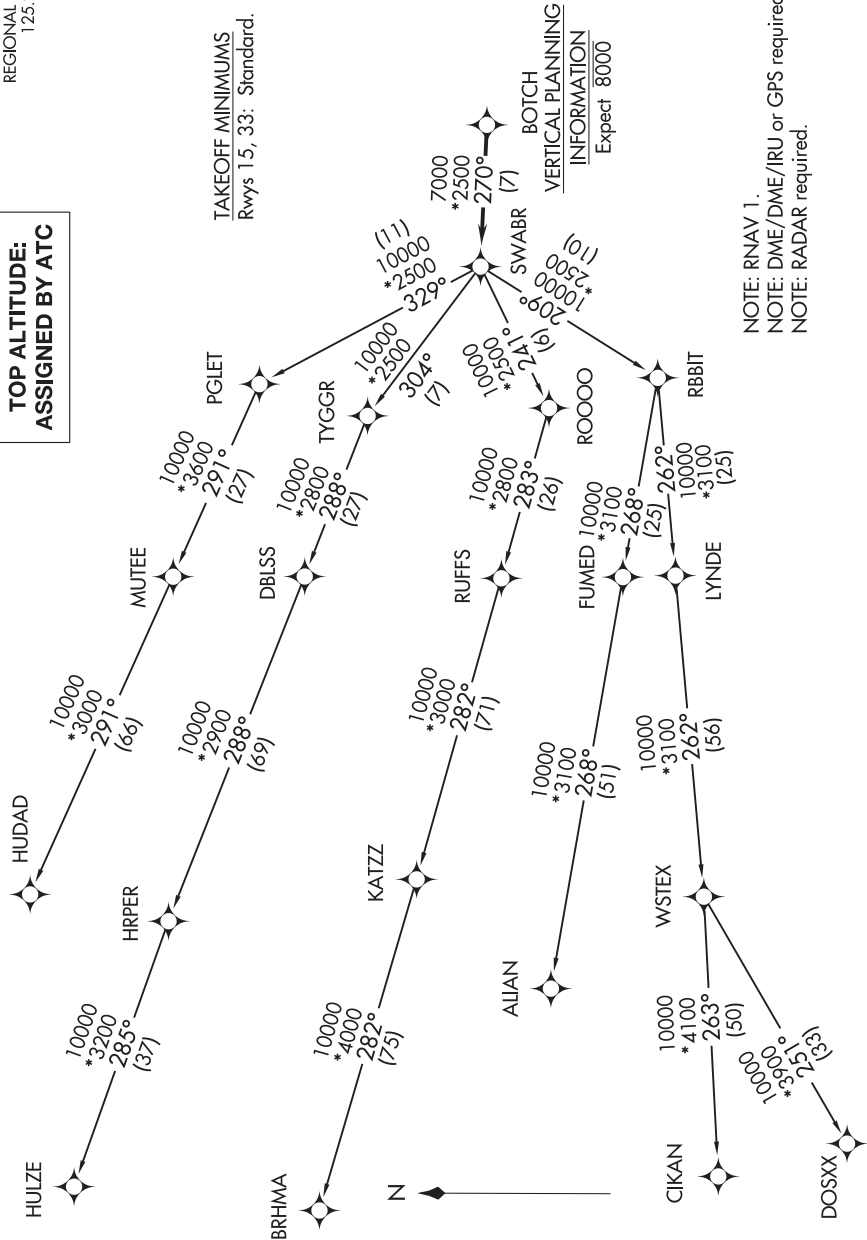 REGIONAL
125.
TOP ALTITUDE:
ASSIGNED BY ATC
TAKEOFF MINIMUMS
Rwys 15, 33: Standard.
BOTCH
VERTICAL PLANNING
INFORMATION
Expect 8000
7000
*2500
270°
(7)
SWABR
(11)
10000
*2500
329°
PGLET
10000
*2500
304°
(7)
TYGGR
10000
*2500
241°
(6)
ROOOO
209°
10000
*2500
(10)
RBBIT
10000
*3600
291°
(27)
MUTEE
10000
*3000
291°
(66)
HUDAD
10000
*2800
288°
(27)
DBLSS
10000
*2900
288°
(69)
HRPER
10000
*3200
285°
(37)
HULZE
10000
*2800
283°
(26)
RUFFS
10000
*3000
282°
(71)
KATZZ
10000
*4000
282°
(75)
BRHMA
10000
*3100
268°
(25)
FUMED
10000
*3100
268°
(51)
ALIAN
262°
10000
*3100
(25)
LYNDE
10000
*3100
262°
(56)
WSTEX
10000
*4100
263°
(50)
CIKAN
10000
*3900
251°
(33)
DOSXX
N
NOTE: RNAV 1.
NOTE: DME/DME/IRU or GPS required
NOTE: RADAR required.